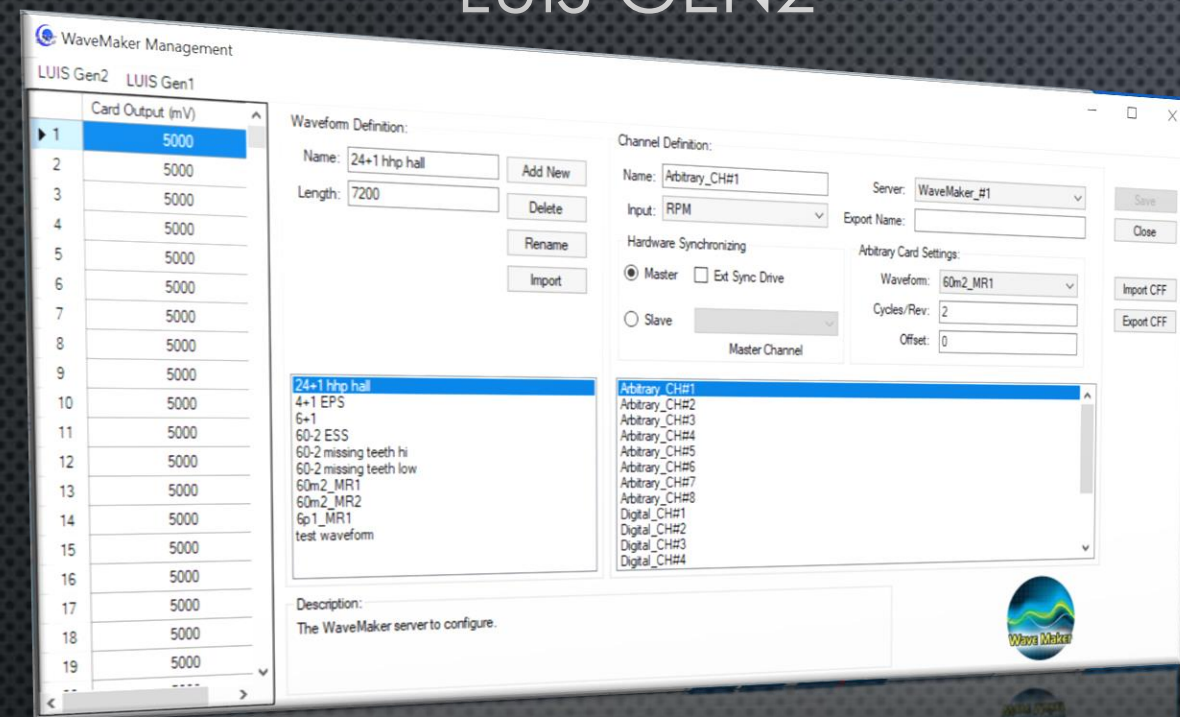 LUIS GEN2
WaveMaker Management
LUIS Gen2 LUIS Gen1
Card Output (mV)
1 5000
2 5000
3 5000
4 5000
5 5000
6 5000
7 5000
8 5000
9 5000
10 5000
11 5000
12 5000
13 5000
14 5000
15 5000
16 5000
17 5000
18 5000
19 5000
Waveform Definition:
Name: 24+1 hhp hall
Length: 7200
Add New
Delete
Rename
Import
24+1 hhp hall
4+1 EPS
6+1
60-2 ESS
60-2 missing teeth hi
60-2 missing teeth low
60m2_MR1
60m2_MR2
6p1_MR1
test waveform
Channel Definition:
Name: Arbitrary_CH#1
Input: RPM
Hardware Synchronizing
Master Ext Sync Drive
Slave
Master Channel
Server: WaveMaker_#1
Export Name:
Arbitrary Card Settings:
Waveform: 60m2_MR1
Cycles/Rev: 2
Offset: 0
Save
Close
Import CFF
Export CFF
Arbitrary_CH#1
Arbitrary_CH#2
Arbitrary_CH#3
Arbitrary_CH#4
Arbitrary_CH#5
Arbitrary_CH#6
Arbitrary_CH#7
Arbitrary_CH#8
Digital_CH#1
Digital_CH#2
Digital_CH#3
Digital_CH#4
Description:
The WaveMaker server to configure.
Wave Maker